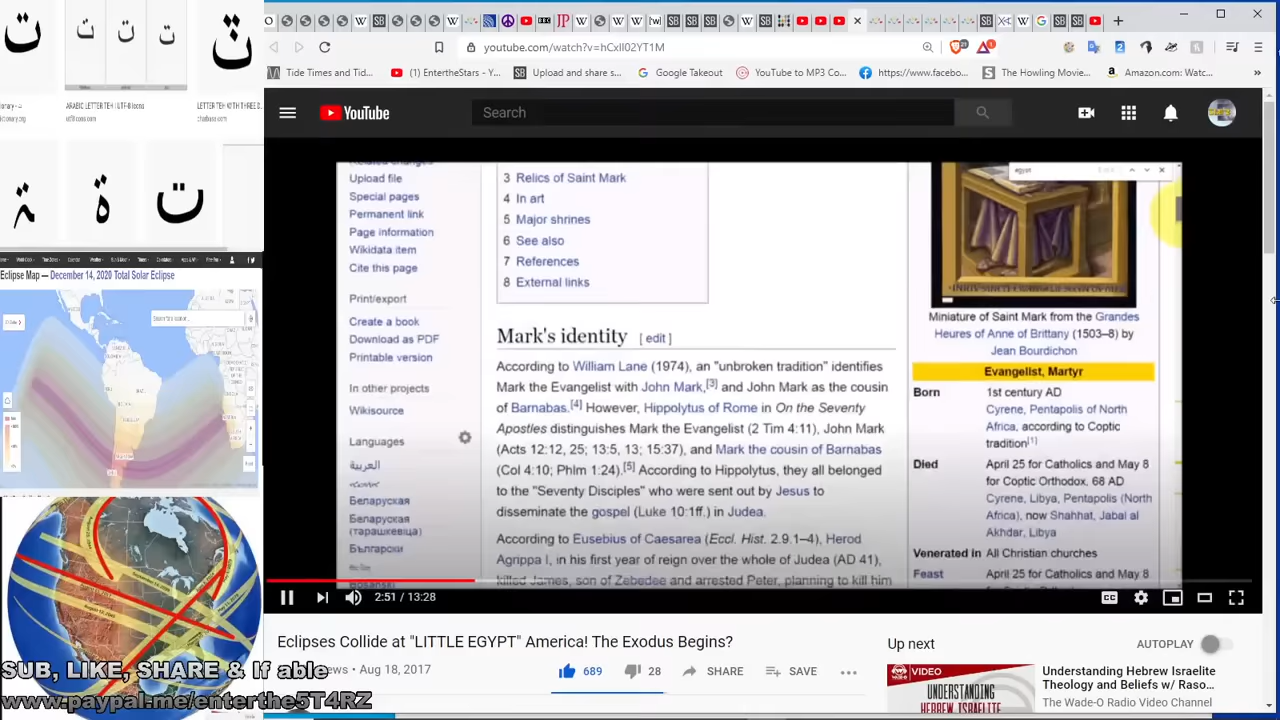 youtube.com/watch?v=hCxII02YT1M
Tide Times and Tid...
EntertheStars - Y...
Upload and share s...
Google Takeout
YouTube to MP3 Co...
https://www.facebo...
The Howling Movie...
Amazon.com: Watc...
YouTube
Search
egypt
Upload file
Special pages
Permanent link
Page information
Wikidata item
Cite this page
Print/export
Create a book
Download as PDF
Printable version
In other projects
Wikisource
Languages
العربية
Беларуская
Беларуская
(тарашкевіца)
Български
3 Relics of Saint Mark
4 In art
5 Major shrines
6 See also
7 References
8 External links
Mark's identity [ edit ]
According to William Lane (1974), an "unbroken tradition" identifies
Mark the Evangelist with John Mark,[3] and John Mark as the cousin
of Barnabas.[4] However, Hippolytus of Rome in On the Seventy
Apostles distinguishes Mark the Evangelist (2 Tim 4:11), John Mark
(Acts 12:12, 25; 13:5, 13; 15:37), and Mark the cousin of Barnabas
(Col 4:10; Phlm 1:24).[5] According to Hippolytus, they all belonged
to the "Seventy Disciples" who were sent out by Jesus to
disseminate the gospel (Luke 10:1ff.) in Judea.
According to Eusebius of Caesarea (Eccl. Hist. 2.9.1–4), Herod
Agrippa I, in his first year of reign over the whole of Judea (AD 41),
killed James, son of Zebedee and arrested Peter, planning to kill him
Miniature of Saint Mark from the Grandes
Heures of Anne of Brittany (1503–8) by
Jean Bourdichon
Evangelist, Martyr
Born 1st century AD
Cyrene, Pentapolis of North
Africa, according to Coptic
tradition[1]
Died April 25 for Catholics and May 8
for Coptic Orthodox, 68 AD
Cyrene, Libya, Pentapolis (North
Africa), now Shahhat, Jabal al
Akhdar, Libya
Venerated in All Christian churches
Feast April 25 for Catholics and May 8
2:51 / 13:28
CC
Eclipses Collide at "LITTLE EGYPT" America! The Exodus Begins?
Aug 18, 2017
689
28
SHARE
SAVE
Up next
AUTOPLAY
VIDEO
UNDERSTANDING
HEBREW ISRAELITE
Understanding Hebrew Israelite
Theology and Beliefs w/ Raso...
The Wade-O Radio Video Channel
ت
ت ت ت
ة
ت
Eclipse Map — December 14, 2020 Total Solar Eclipse
SUB, LIKE, SHARE & If able
www.paypal.me/enterthe5T4RZ